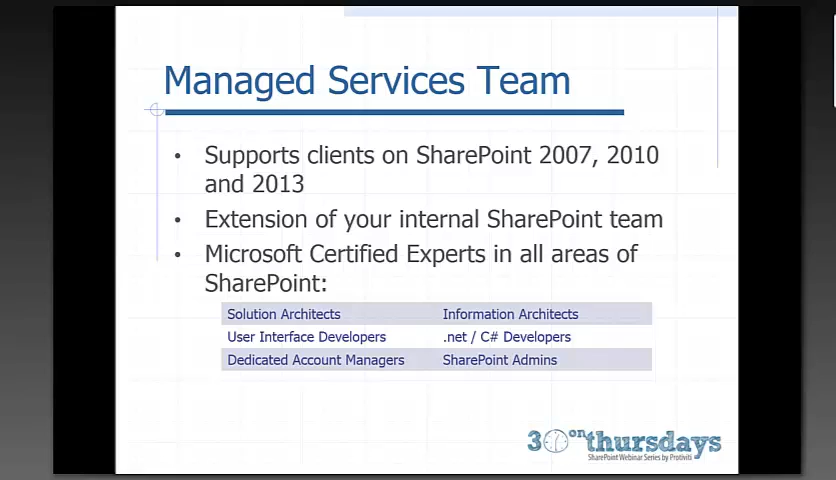 Managed Services Team
• Supports clients on SharePoint 2007, 2010
and 2013
• Extension of your internal SharePoint team
• Microsoft Certified Experts in all areas of
SharePoint:
Solution Architects Information Architects
User Interface Developers .net / C# Developers
Dedicated Account Managers SharePoint Admins
30 on thursdays
SharePoint Webinar Series by Protiviti